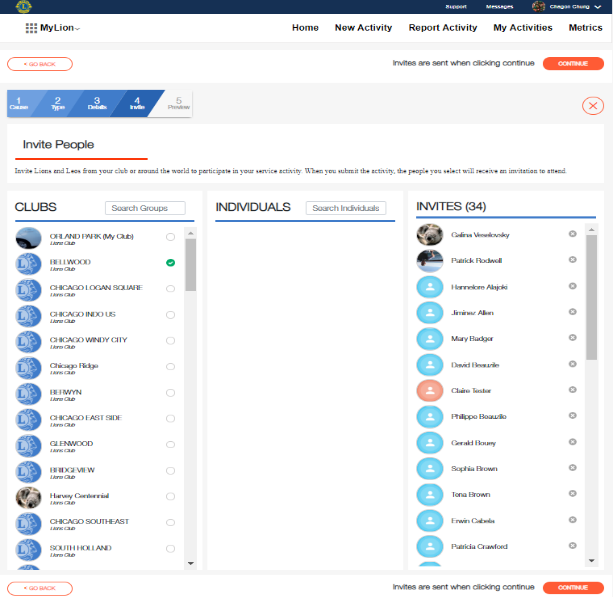 Support Messages Chagon Chung
MyLion
Home New Activity Report Activity My Activities Metrics
< GO BACK
Invites are sent when clicking continue CONTINUE
1 2 3 4 5
Cause Type Details Invite Preview
Invite People
Invite Lions and Leos from your club or around the world to participate in your service activity. When you submit the activity, the people you select will receive an invitation to attend.
CLUBS Search Groups
ORLAND PARK (My Club)
Lions Club
BELLWOOD
Lions Club
CHICAGO LOGAN SQUARE
Lions Club
CHICAGO INDO US
Lions Club
CHICAGO WINDY CITY
Lions Club
Chicago Ridge
Lions Club
BERWYN
Lions Club
CHICAGO EAST SIDE
Lions Club
GLENWOOD
Lions Club
BRIDGEVIEW
Lions Club
Harvey Centennial
Lions Club
CHICAGO SOUTHEAST
Lions Club
SOUTH HOLLAND
Lions Club
INDIVIDUALS Search Individuals
INVITES (34)
Galina Veselovsky
Patrick Rodwell
Hannelore Alajoki
Jiminez Allen
Mary Badger
David Beauzile
Claire Tester
Philippe Beauzile
Gerald Bouey
Sophia Brown
Tena Brown
Erwin Cabela
Patricia Crawford
< GO BACK
Invites are sent when clicking continue CONTINUE